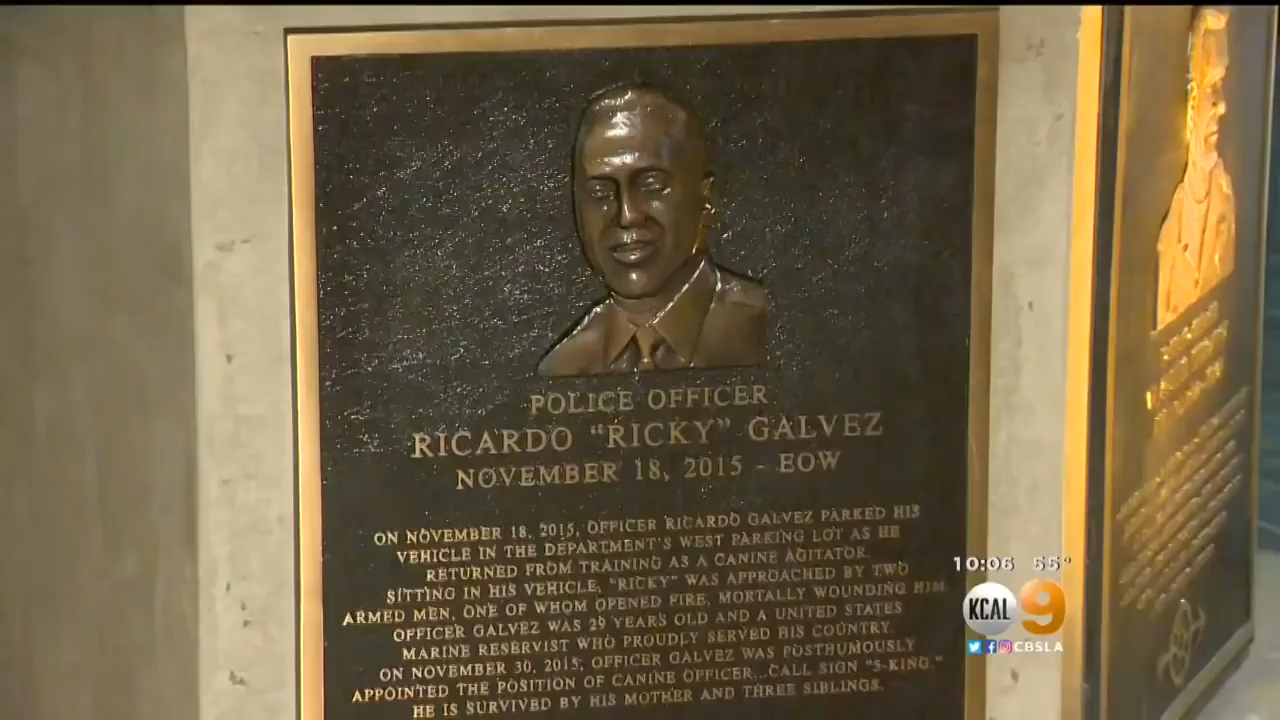 POLICE OFFICER
RICARDO "RICKY" GALVEZ
NOVEMBER 18, 2015 - EOW
ON NOVEMBER 18, 2015, OFFICER RICARDO GALVEZ PARKED HIS
VEHICLE IN THE DEPARTMENT'S WEST PARKING LOT AS HE
RETURNED FROM TRAINING AS A CANINE AGITATOR.
SITTING IN HIS VEHICLE, "RICKY" WAS APPROACHED BY TWO
ARMED MEN, ONE OF WHOM OPENED FIRE, MORTALLY WOUNDING HIM.
OFFICER GALVEZ WAS 29 YEARS OLD AND A UNITED STATES
MARINE RESERVIST WHO PROUDLY SERVED HIS COUNTRY.
ON NOVEMBER 30, 2015, OFFICER GALVEZ WAS POSTHUMOUSLY
APPOINTED THE POSITION OF CANINE OFFICER...CALL SIGN "5-KING."
HE IS SURVIVED BY HIS MOTHER AND THREE SIBLINGS.
10:06 55°
KCAL 9
CBSLA